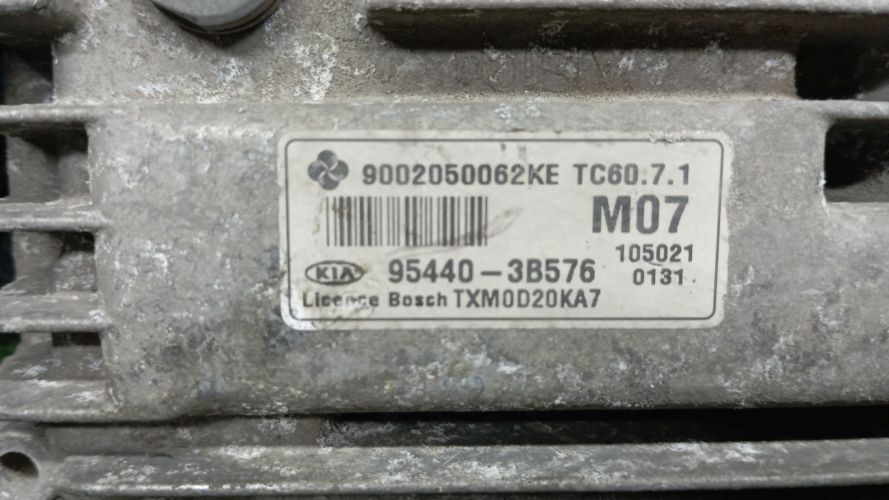 9002050062KE TC60.7.1
M07
105021
KIA 95440-3B576 0131
Licence Bosch TXM0D20KA7